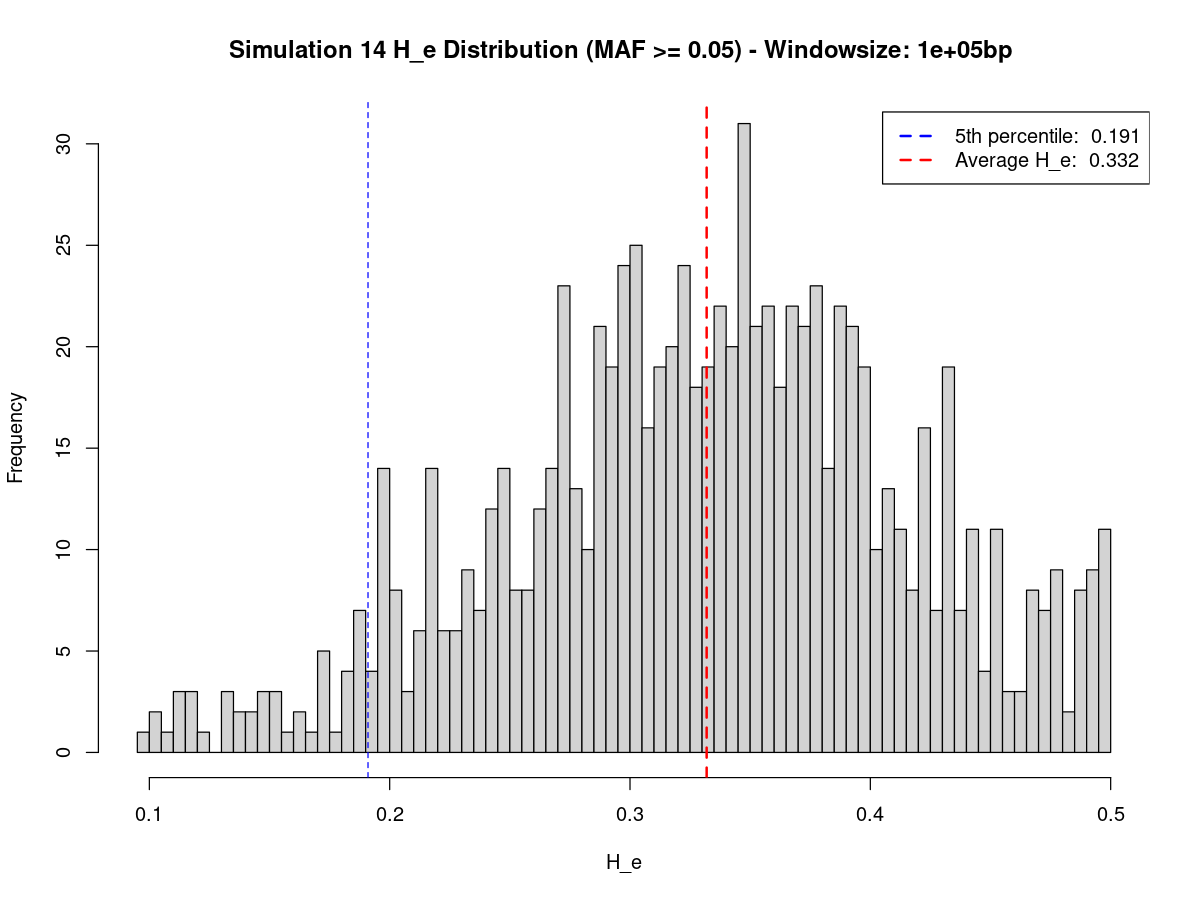 Simulation 14 H_e Distribution (MAF >= 0.05) - Windowsize: 1e+05bp
5th percentile:  0.191
Average H_e:  0.332
Frequency
30
25
20
15
10
5
0
0.1
0.2
0.3
0.4
0.5
H_e